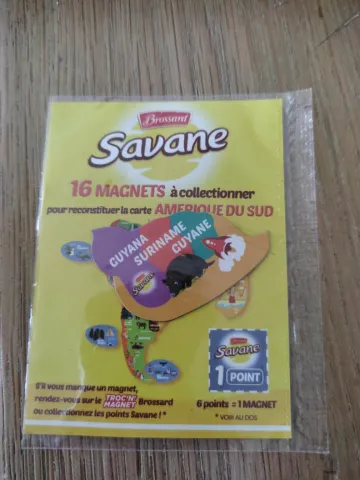 Brossard
Savane
16 MAGNETS à collectionner
pour reconstituer la carte AMERIQUE DU SUD
GUYANA
SURINAME
GUYANE
Savane
Brossard
Savane
1 POINT
S'il vous manque un magnet,
rendez-vous sur le TROC'N' MAGNET Brossard
ou collectionnez les points Savane ! *
6 points = 1 MAGNET
* VOIR AU DOS